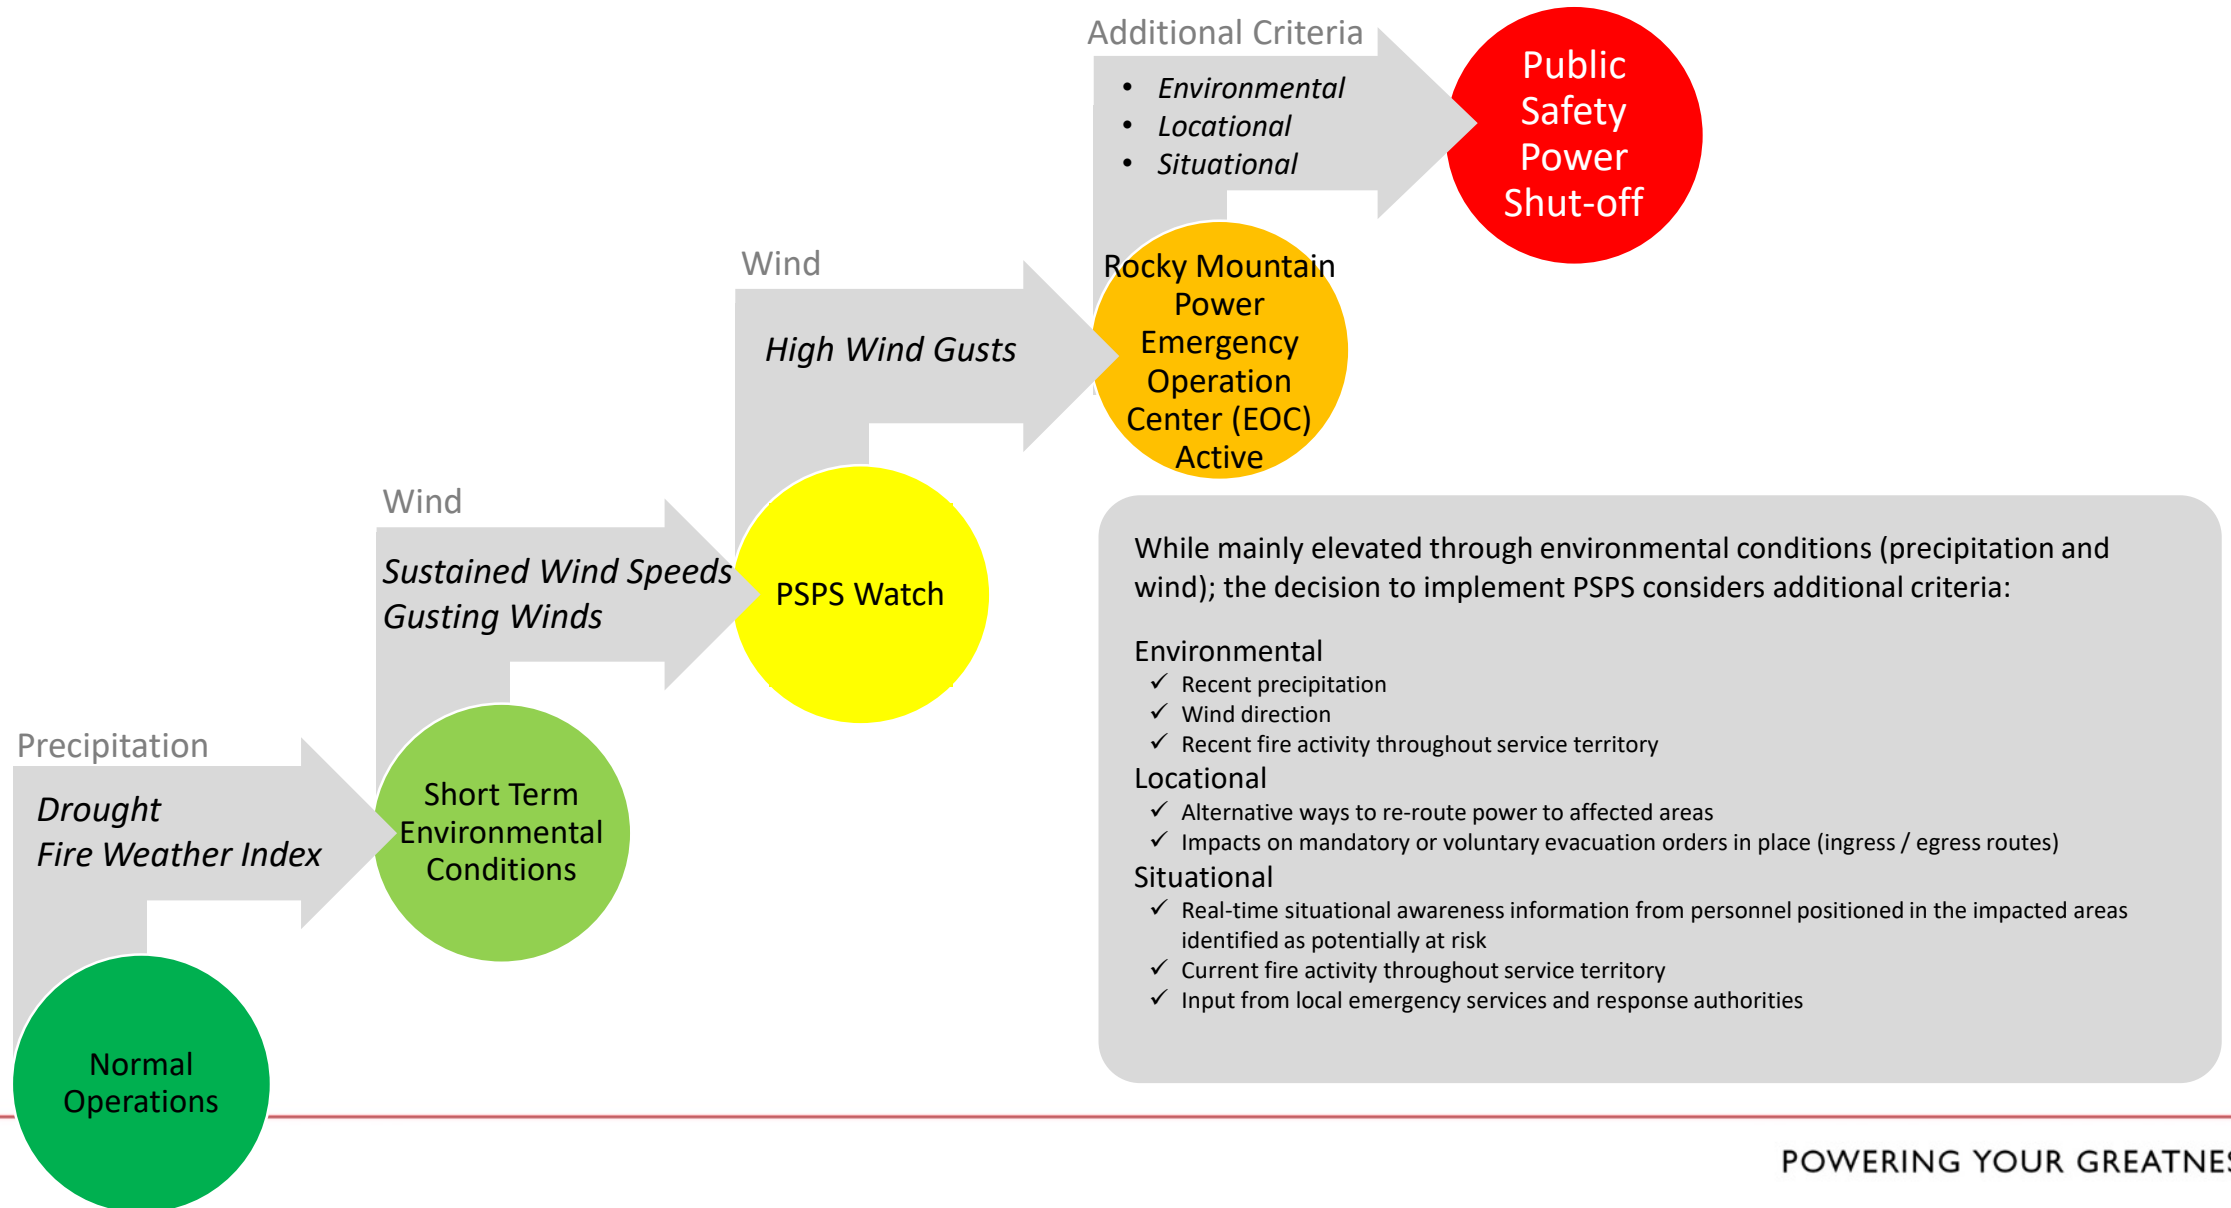 Additional Criteria
• Environmental
• Locational
• Situational
Public
Safety
Power
Shut-off
Wind
High Wind Gusts
Rocky Mountain
Power
Emergency
Operation
Center (EOC)
Active
Wind
Sustained Wind Speeds
Gusting Winds
PSPS Watch
Precipitation
Drought
Fire Weather Index
Short Term
Environmental
Conditions
Normal
Operations
While mainly elevated through environmental conditions (precipitation and
wind); the decision to implement PSPS considers additional criteria:
Environmental
✓ Recent precipitation
✓ Wind direction
✓ Recent fire activity throughout service territory
Locational
✓ Alternative ways to re-route power to affected areas
✓ Impacts on mandatory or voluntary evacuation orders in place (ingress / egress routes)
Situational
✓ Real-time situational awareness information from personnel positioned in the impacted areas
identified as potentially at risk
✓ Current fire activity throughout service territory
✓ Input from local emergency services and response authorities
POWERING YOUR GREATNES